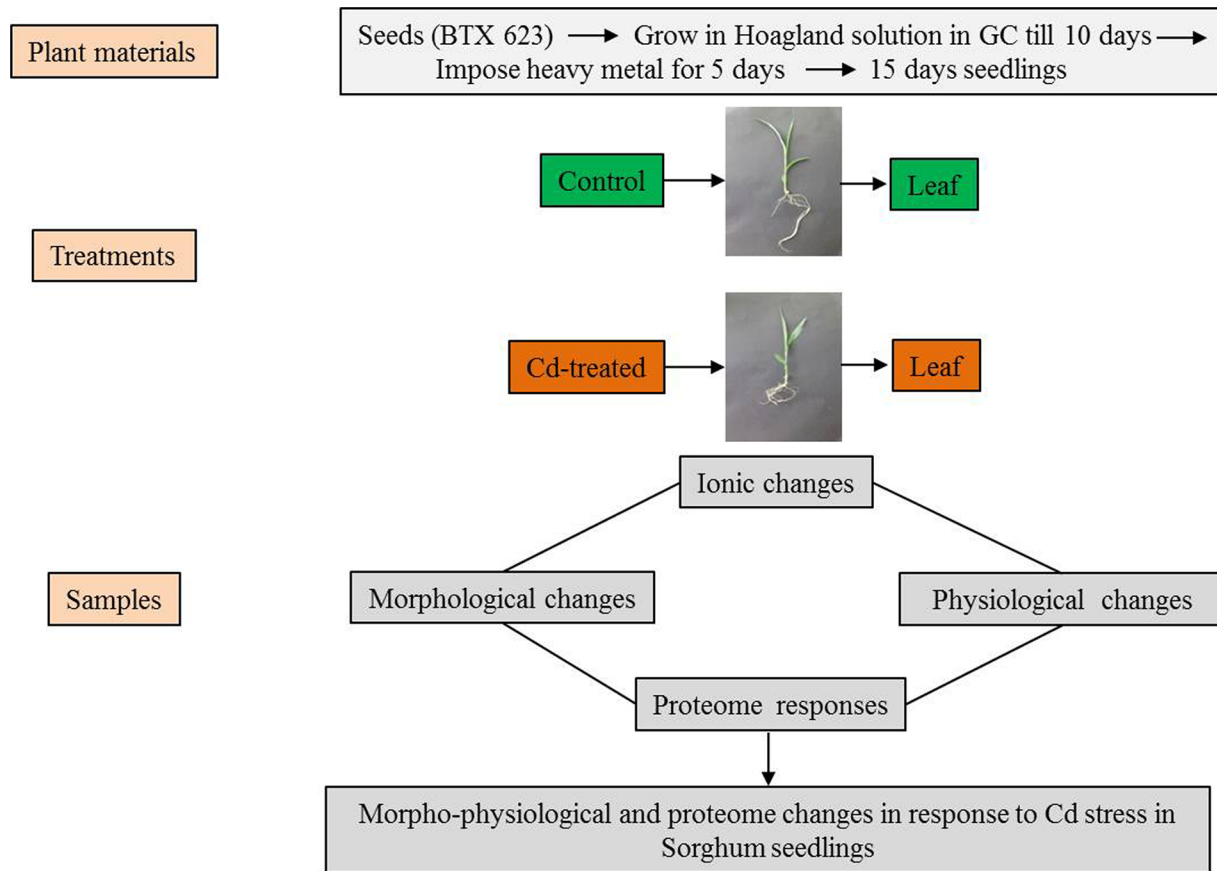 Plant materials
Seeds (BTX 623) → Grow in Hoagland solution in GC till 10 days →
Impose heavy metal for 5 days → 15 days seedlings
Control
Leaf
Treatments
Cd-treated
Leaf
Ionic changes
Samples
Morphological changes
Physiological changes
Proteome responses
Morpho-physiological and proteome changes in response to Cd stress in
Sorghum seedlings